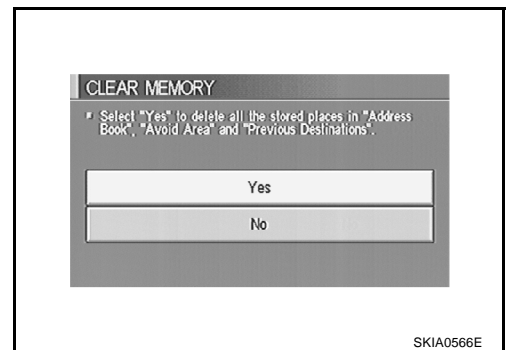 CLEAR MEMORY
Select "Yes" to delete all the stored places in "Address
Book", "Avoid Area" and "Previous Destinations".
Yes
No
SKIA0566E